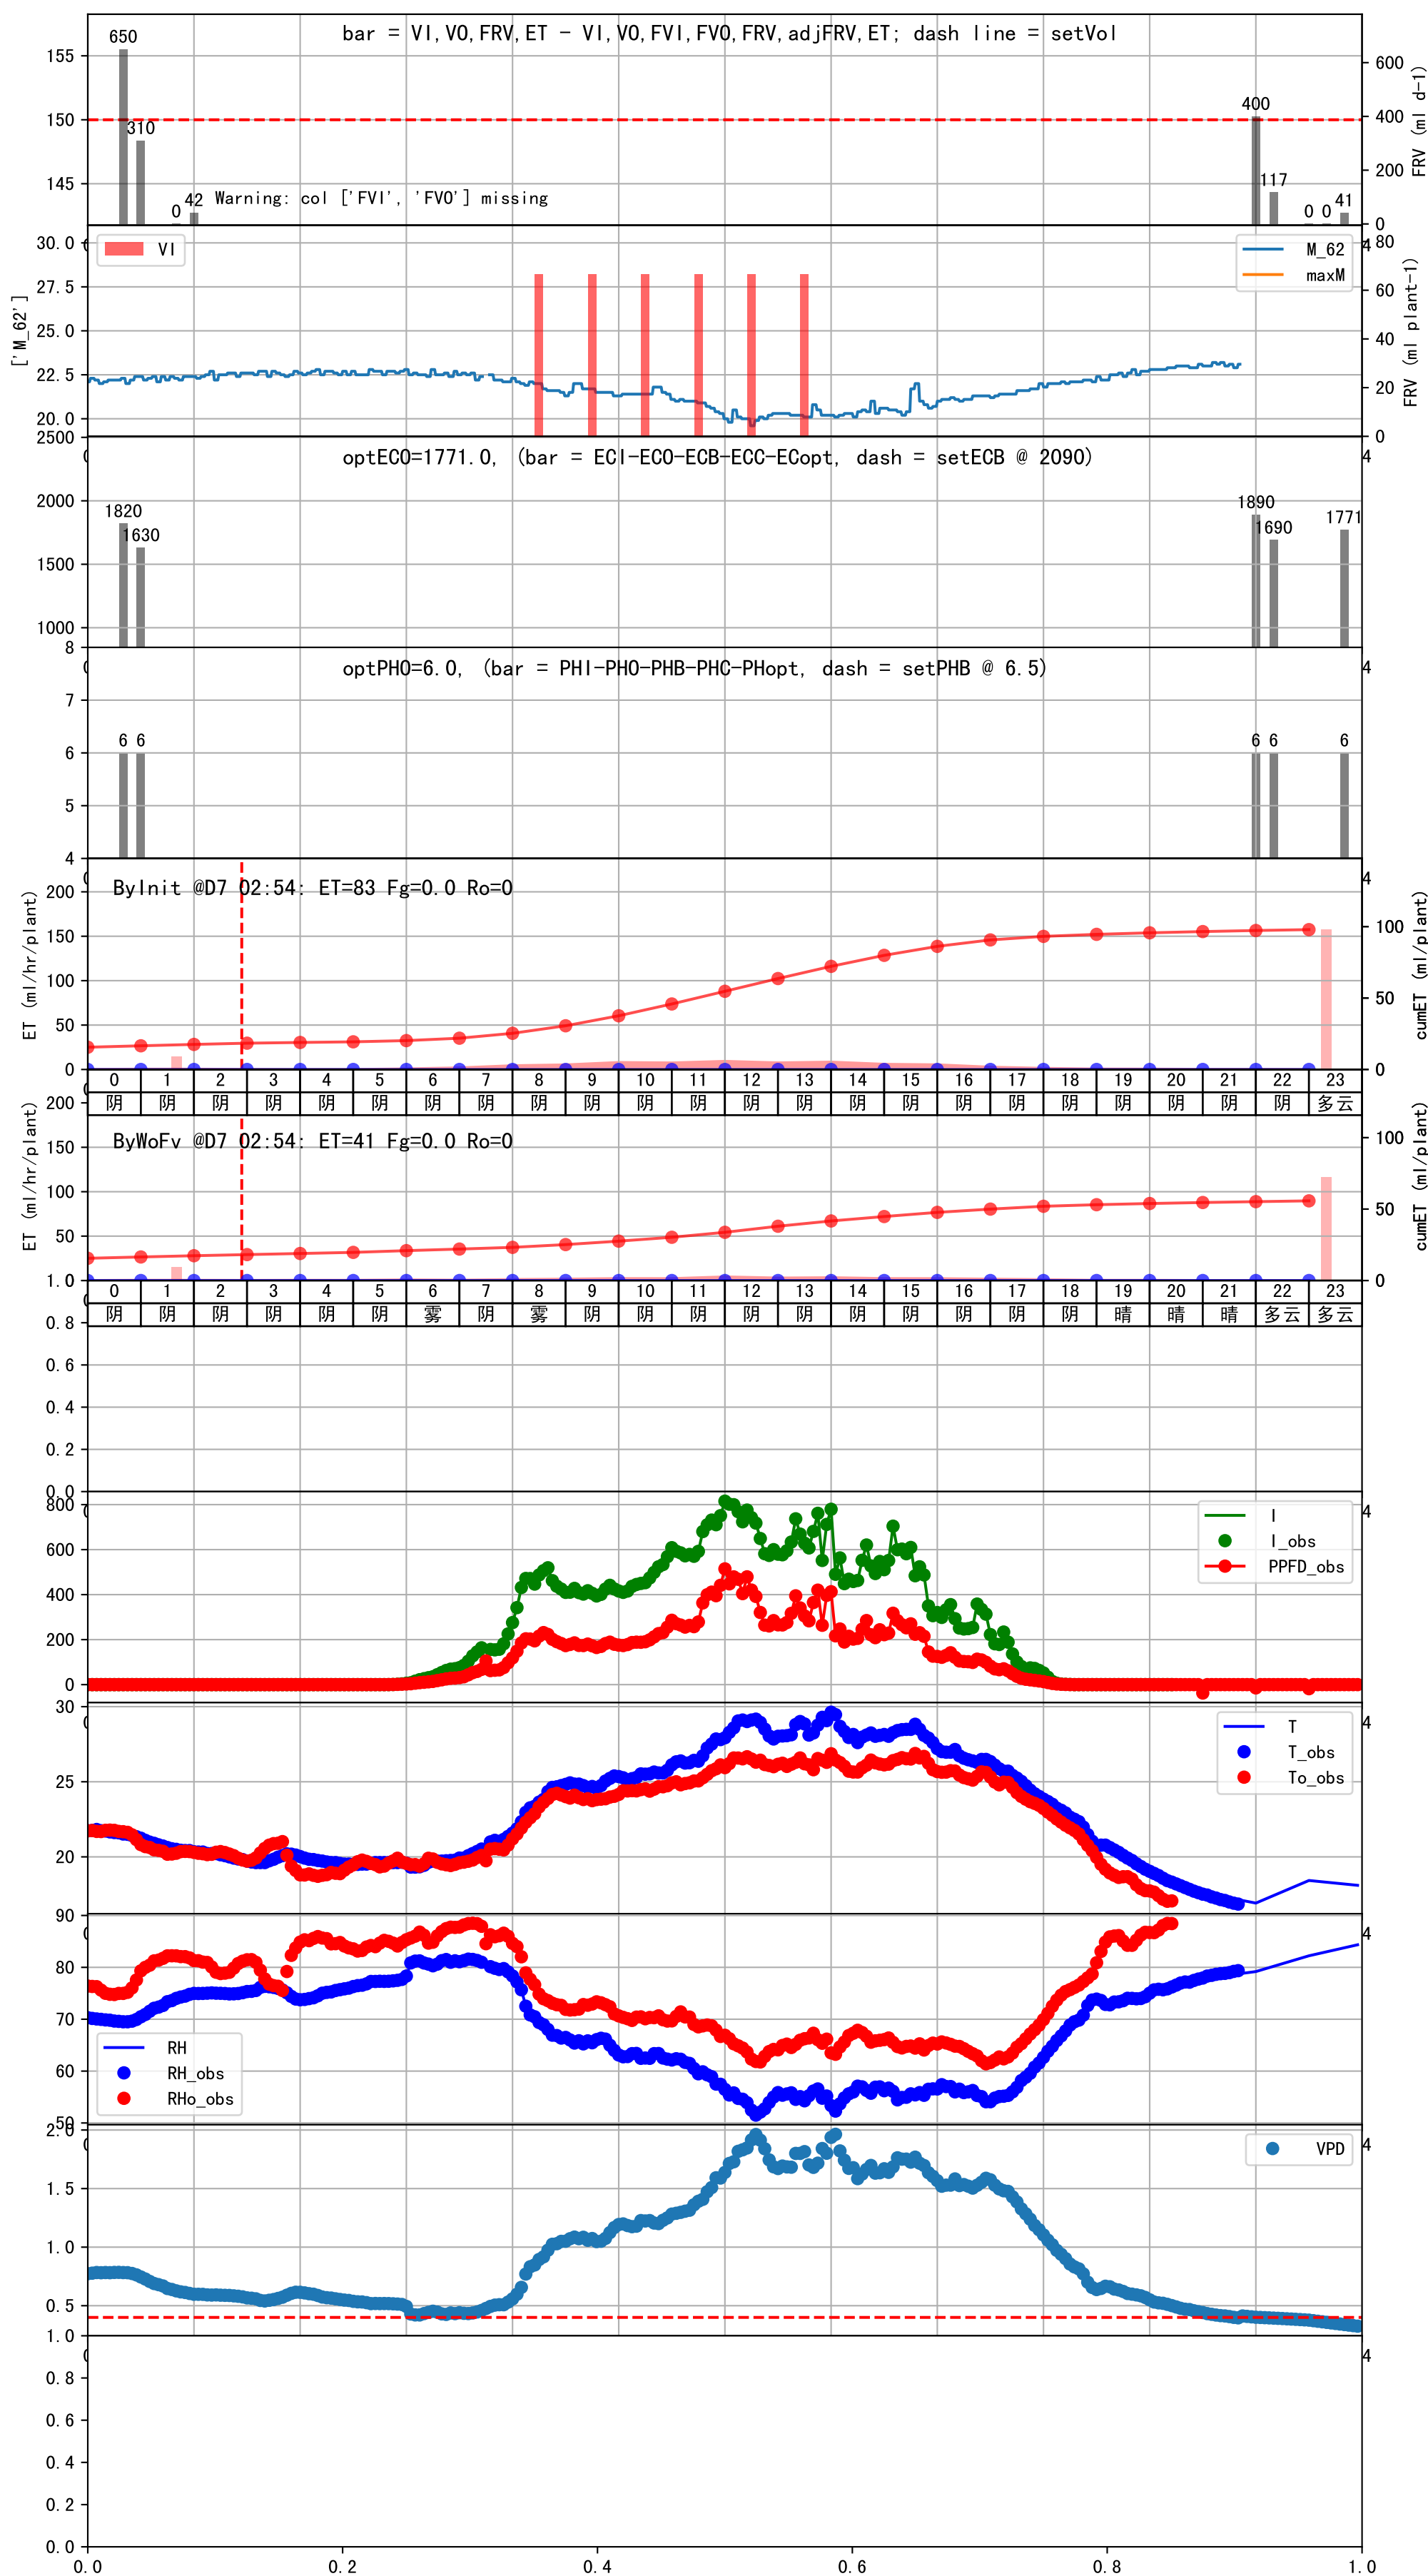 bar = VI,VO,FRV,ET - VI,VO,FVI,FVO,FRV,adjFRV,ET; dash line = setVol
650
310
0
42
Warning: col ['FVI', 'FVO'] missing
400
117
0
0
41
155
150
145
600
400
200
0
FRV (ml d-1)
VI
M_62
maxM
30.0
27.5
25.0
22.5
20.0
['M_62']
80
60
40
20
0
FRV (ml plant-1)
optECO=1771.0, (bar = ECI-ECO-ECB-ECC-ECopt, dash = setECB @ 2090)
2500
2000
1500
1000
1820
1630
1890
1690
1771
optPHO=6.0, (bar = PHI-PHO-PHB-PHC-PHopt, dash = setPHB @ 6.5)
8
7
6
5
4
6
6
6
6
6
ByInit @D7 02:54: ET=83 Fg=0.0 Ro=0
200
150
100
50
0
ET (ml/hr/plant)
100
50
0
cumET (ml/plant)
0 1 2 3 4 5 6 7 8 9 10 11 12 13 14 15 16 17 18 19 20 21 22 23
阴 阴 阴 阴 阴 阴 阴 阴 阴 阴 阴 阴 阴 阴 阴 阴 阴 阴 阴 阴 阴 阴 阴 多云
ByWoFv @D7 02:54: ET=41 Fg=0.0 Ro=0
200
150
100
50
ET (ml/hr/plant)
100
50
0
cumET (ml/plant)
0 1 2 3 4 5 6 7 8 9 10 11 12 13 14 15 16 17 18 19 20 21 22 23
阴 阴 阴 阴 阴 阴 雾 阴 雾 阴 阴 阴 阴 阴 阴 阴 阴 阴 阴 晴 晴 晴 多云 多云
1.0
0.8
0.6
0.4
0.2
0.0
800
600
400
200
0
I
I_obs
PPFD_obs
30
25
20
T
T_obs
To_obs
90
80
70
60
50
RH
RH_obs
RHo_obs
2.0
1.5
1.0
0.5
VPD
1.0
0.8
0.6
0.4
0.2
0.0
0.0 0.2 0.4 0.6 0.8 1.0